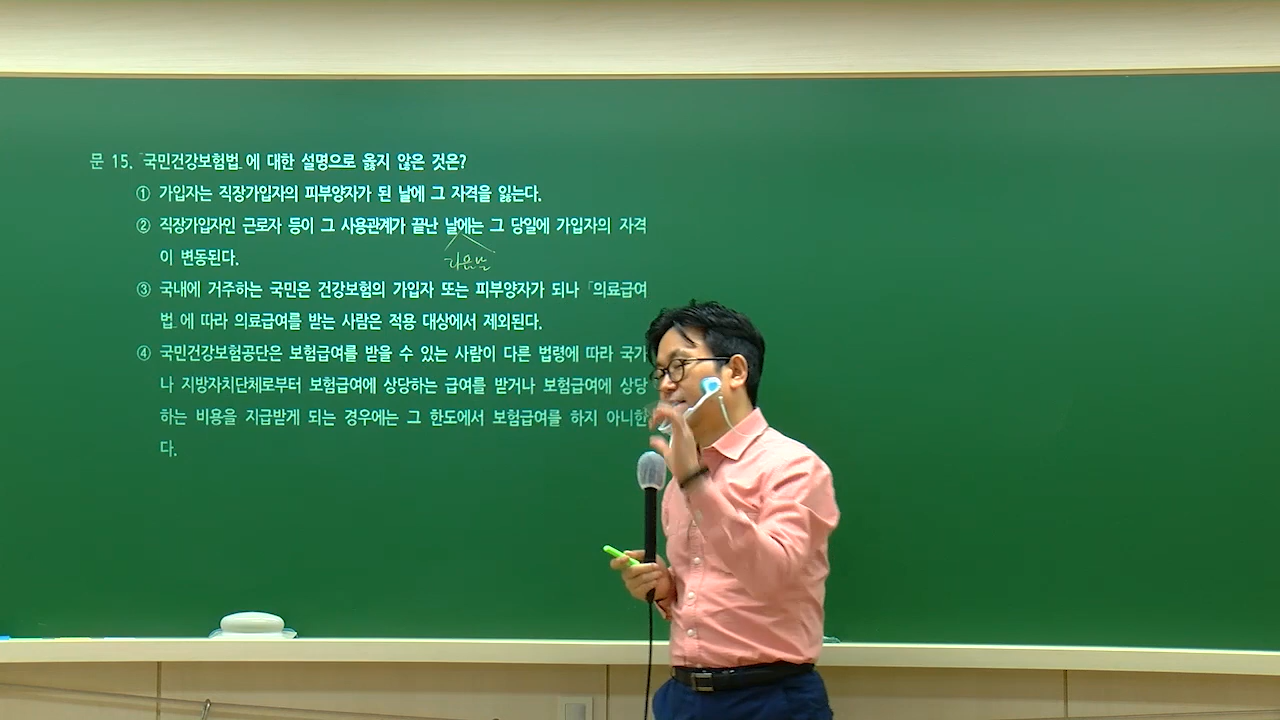 문 15. 「국민건강보험법」에 대한 설명으로 옳지 않은 것은?
① 가입자는 직장가입자의 피부양자가 된 날에 그 자격을 잃는다.
② 직장가입자인 근로자 등이 그 사용관계가 끝난 날에는 그 당일에 가입자의 자격
이 변동된다.
다음날
③ 국내에 거주하는 국민은 건강보험의 가입자 또는 피부양자가 되나 「의료급여
법」에 따라 의료급여를 받는 사람은 적용 대상에서 제외된다.
④ 국민건강보험공단은 보험급여를 받을 수 있는 사람이 다른 법령에 따라 국가
나 지방자치단체로부터 보험급여에 상당하는 급여를 받거나 보험급여에 상당
하는 비용을 지급받게 되는 경우에는 그 한도에서 보험급여를 하지 아니한
다.